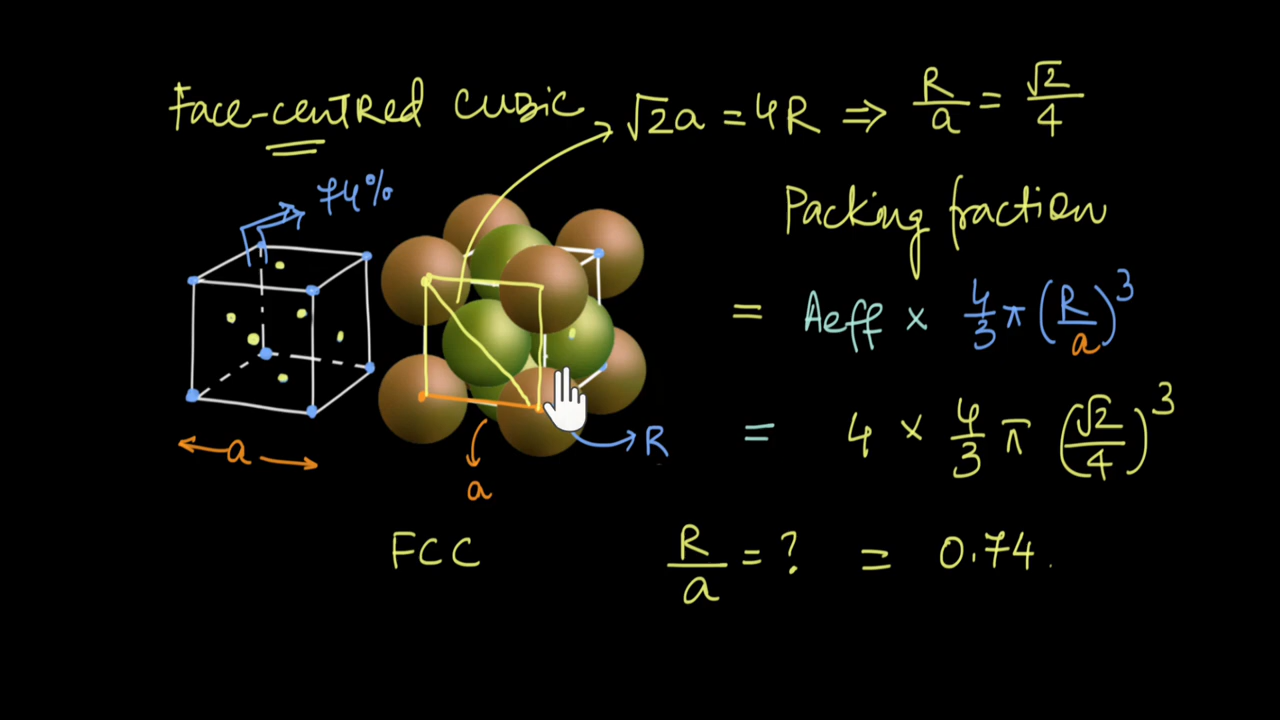 Face-centred cubic
√2a = 4R ⇒ R/a = √2/4
74%
Packing fraction
= Aeff × 4/3 π (R/a)³
a
R
a
= 4 × 4/3 π (√2/4)³
FCC
R/a = ?
= 0.74.